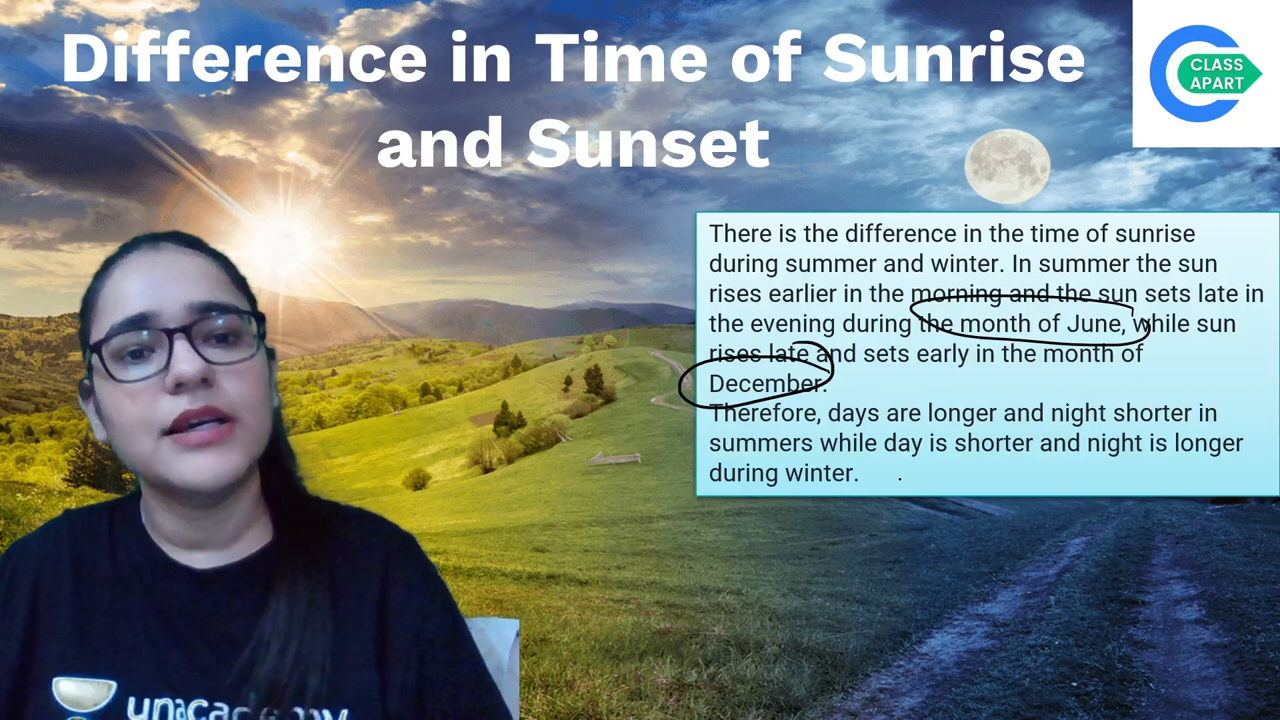 Difference in Time of Sunrise
and Sunset
CLASS
APART
There is the difference in the time of sunrise
during summer and winter. In summer the sun
rises earlier in the morning and the sun sets late in
the evening during the month of June, while sun
rises late and sets early in the month of
December.
Therefore, days are longer and night shorter in
summers while day is shorter and night is longer
during winter.
unacademy